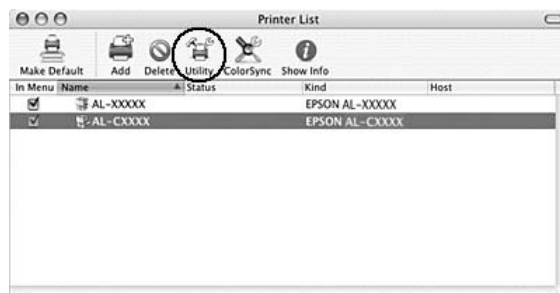 Printer List
Make Default Add Delete Utility ColorSync Show Info
In Menu Name Status Kind Host
AL-XXXXX EPSON AL-XXXXX
AL-CXXXX EPSON AL-CXXXX